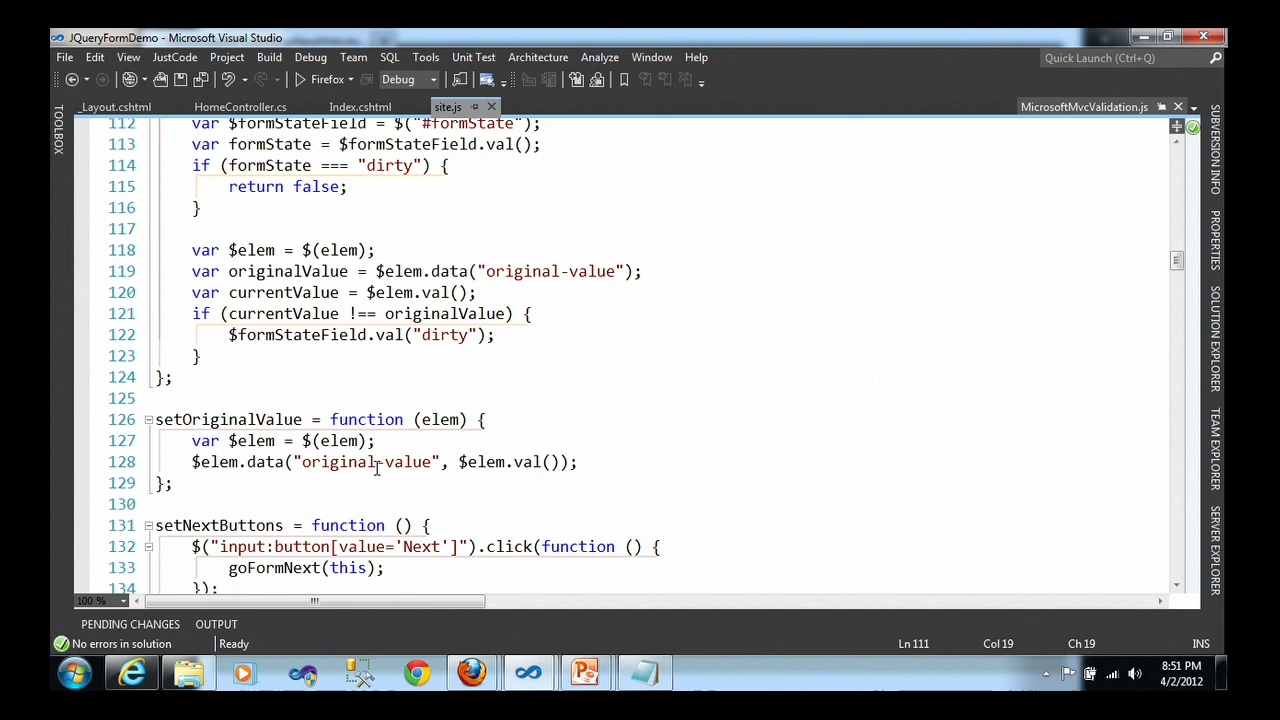 JQueryFormDemo - Microsoft Visual Studio
File Edit View JustCode Project Build Debug Team SQL Tools Unit Test Architecture Analyze Window Help
Quick Launch (Ctrl+Q)
Firefox Debug
_Layout.cshtml HomeController.cs Index.cshtml site.js MicrosoftMvcValidation.js
TOOLBOX
112 var $formStateField = $("#formState");
113 var formState = $formStateField.val();
114 if (formState === "dirty") {
115 return false;
116 }
117
118 var $elem = $(elem);
119 var originalValue = $elem.data("original-value");
120 var currentValue = $elem.val();
121 if (currentValue !== originalValue) {
122 $formStateField.val("dirty");
123 }
124 };
125
126 setOriginalValue = function (elem) {
127 var $elem = $(elem);
128 $elem.data("original-value", $elem.val());
129 };
130
131 setNextButtons = function () {
132 $("input:button[value='Next']").click(function () {
133 goFormNext(this);
134 });
SUBVERSION INFO
PROPERTIES
SOLUTION EXPLORER
TEAM EXPLORER
SERVER EXPLORER
100 %
PENDING CHANGES OUTPUT
No errors in solution Ready Ln 111 Col 19 Ch 19 INS
8:51 PM
4/2/2012